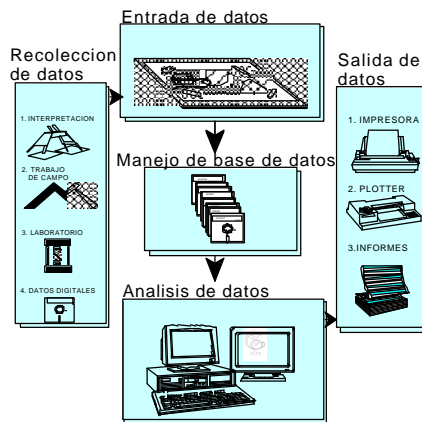 Entrada de datos
Recoleccion
de datos
1. INTERPRETACION
2. TRABAJO
DE CAMPO
3. LABORATORIO
4. DATOS DIGITALES
Manejo de base de datos
Analisis de datos
Salida de
datos
1. IMPRESORA
2. PLOTTER
3.INFORMES